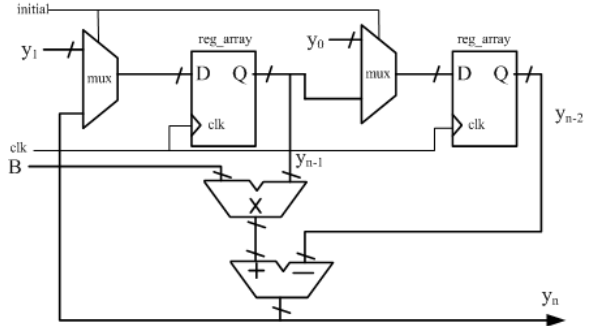 initial
y1
mux
reg_array
D Q
clk
y0
mux
reg_array
D Q
clk
yn-2
clk
B
yn-1
X
+ −
yn